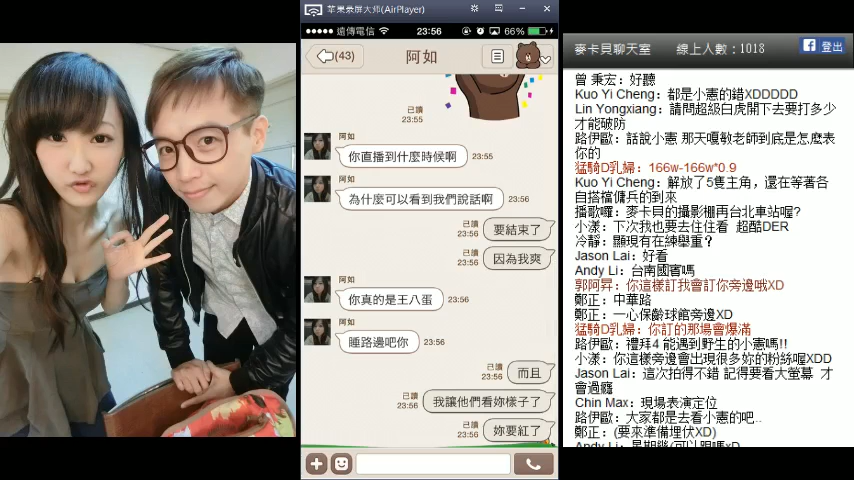 苹果录屏大师(AirPlayer)
遠傳電信
23:56
66%
(43)
阿如
已讀
23:55
阿如
你直播到什麼時候啊
23:55
阿如
為什麼可以看到我們說話啊
23:56
已讀
23:56
要結束了
已讀
23:56
因為我爽
阿如
你真的是王八蛋
23:56
阿如
睡路邊吧你
23:56
已讀
23:56
而且
已讀
23:56
我讓他們看妳樣子了
已讀
23:56
妳要紅了
麥卡貝聊天室
線上人數：1018
登出
曾 秉宏：好聽
Kuo Yi Cheng：都是小憲的錯XDDDDD
Lin Yongxiang：請問超級白虎開下去要打多少
才能破防
路伊歐：話說小憲 那天嘎敏老師到底是怎麼表
你的
猛騎D乳婦：166w-166w*0.9
Kuo Yi Cheng：解放了5隻主角，還在等著各
自搭檔傭兵的到來
播歌囉：麥卡貝的攝影棚再台北車站喔?
小漾：下次我也要去住住看 超酷DER
冷靜：顯現有在練舉重？
Jason Lai：好看
Andy Li：台南國賓嗎
郭阿昇：你這樣訂我會訂你旁邊哦XD
鄭正：中華路
鄭正：一心保齡球館旁邊XD
猛騎D乳婦：你訂的那場會爆滿
路伊歐：禮拜4 能遇到野生的小憲嗎!!
小漾：你這樣旁邊會出現很多妳的粉絲喔XDD
Jason Lai：這次拍得不錯 記得要看大螢幕 才
會過癮
Chin Max：現場表演定位
路伊歐：大家都是去看小憲的吧..
鄭正：(要來準備埋伏XD)